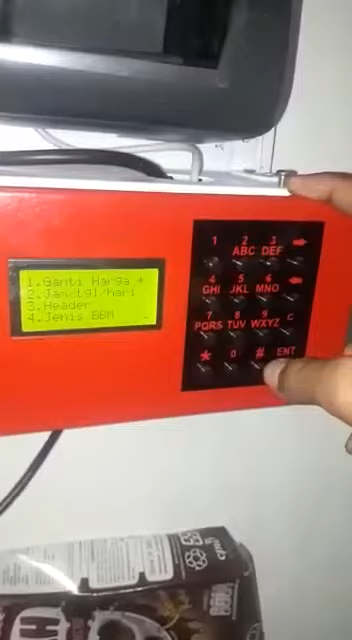 1.Ganti Harga
2.Jam/tgl/hari
3.Header
4.Jenis BBM
1 2 3
ABC DEF
4 5 6
GHI JKL MNO
7 8 9
PQRS TUV WXYZ C
* 0 # ENT